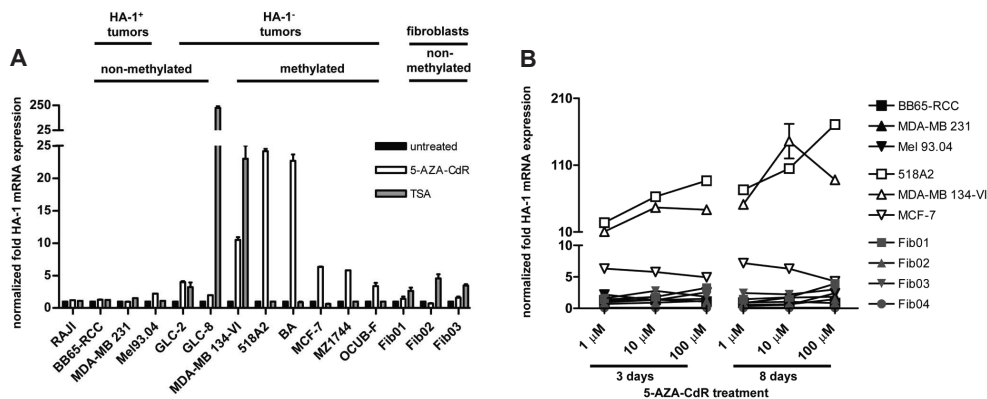 HA-1+
tumors
HA-1-
tumors
fibroblasts
non-methylated
methylated
non-
methylated
A
normalized fold HA-1 mRNA expression
250
25
25
20
15
10
5
0
untreated
5-AZA-CdR
TSA
RAJI
BB65-RCC
MDA-MB 231
Mel93.04
GLC-2
GLC-8
MDA-MB 134-VI
518A2
BA
MCF-7
MZ1744
OCUB-F
Fib01
Fib02
Fib03
B
normalized fold HA-1 mRNA expression
210
110
10
10
5
0
1 µM
10 µM
100 µM
1 µM
10 µM
100 µM
3 days
8 days
5-AZA-CdR treatment
BB65-RCC
MDA-MB 231
Mel 93.04
518A2
MDA-MB 134-VI
MCF-7
Fib01
Fib02
Fib03
Fib04